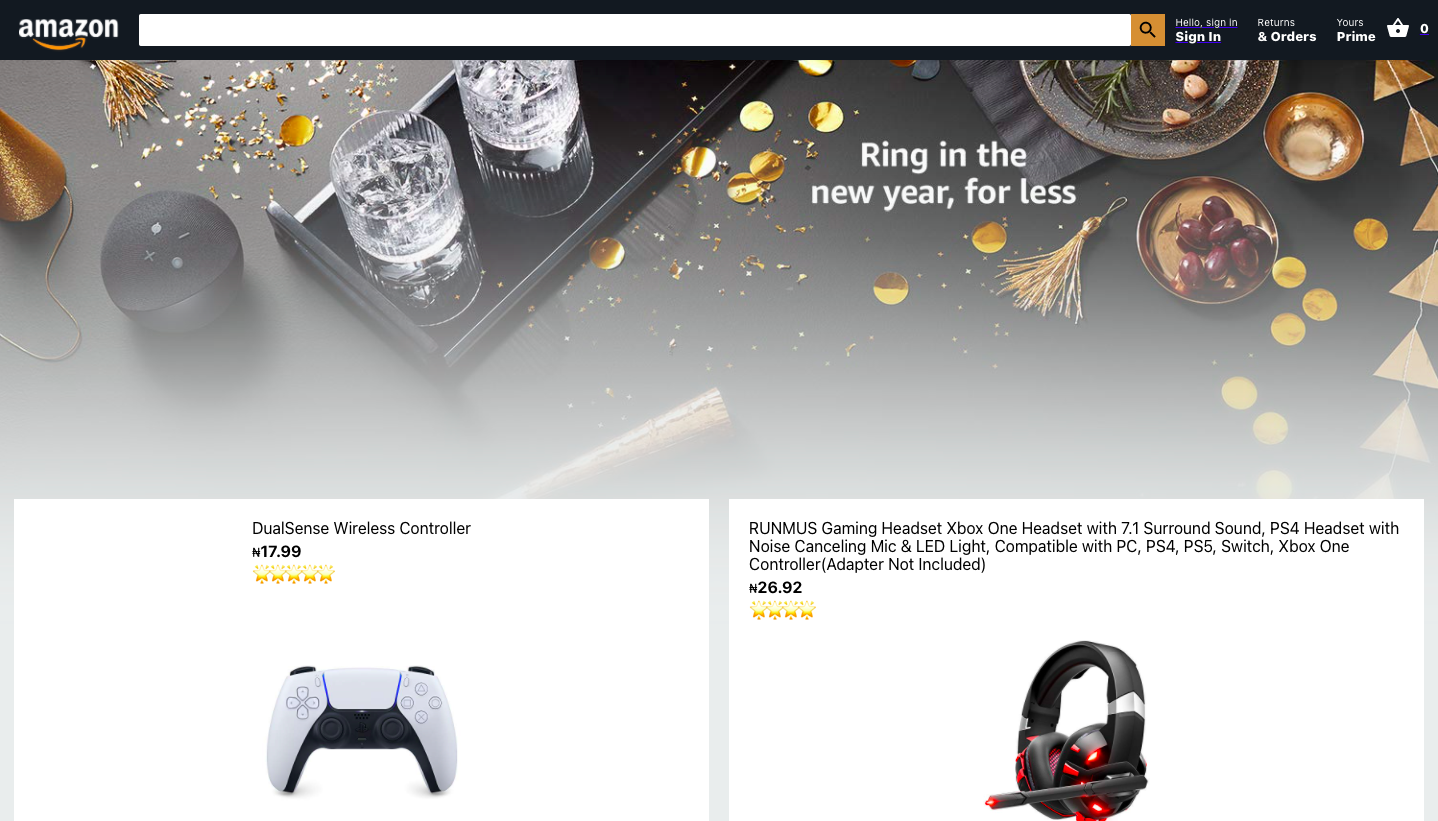 amazon
Hello, sign in
Sign In
Returns
& Orders
Yours
Prime
0
Ring in the
new year, for less
DualSense Wireless Controller
₦17.99
🌟🌟🌟🌟🌟
RUNMUS Gaming Headset Xbox One Headset with 7.1 Surround Sound, PS4 Headset with
Noise Canceling Mic & LED Light, Compatible with PC, PS4, PS5, Switch, Xbox One
Controller(Adapter Not Included)
₦26.92
🌟🌟🌟🌟